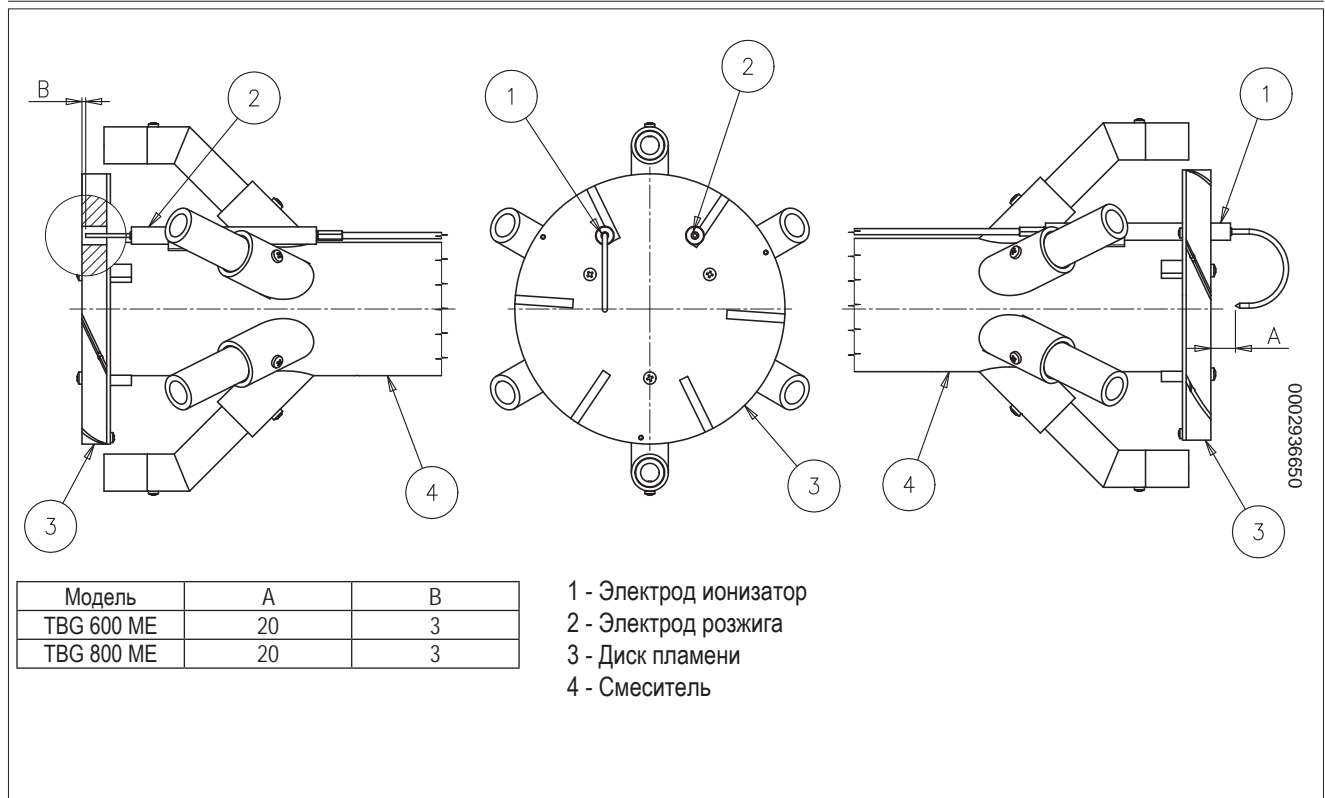 B
2
1
2
1
A
3
4
3
4
3
0002936650
Модель A B
TBG 600 ME 20 3
TBG 800 ME 20 3
1 - Электрод ионизатор
2 - Электрод розжига
3 - Диск пламени
4 - Смеситель